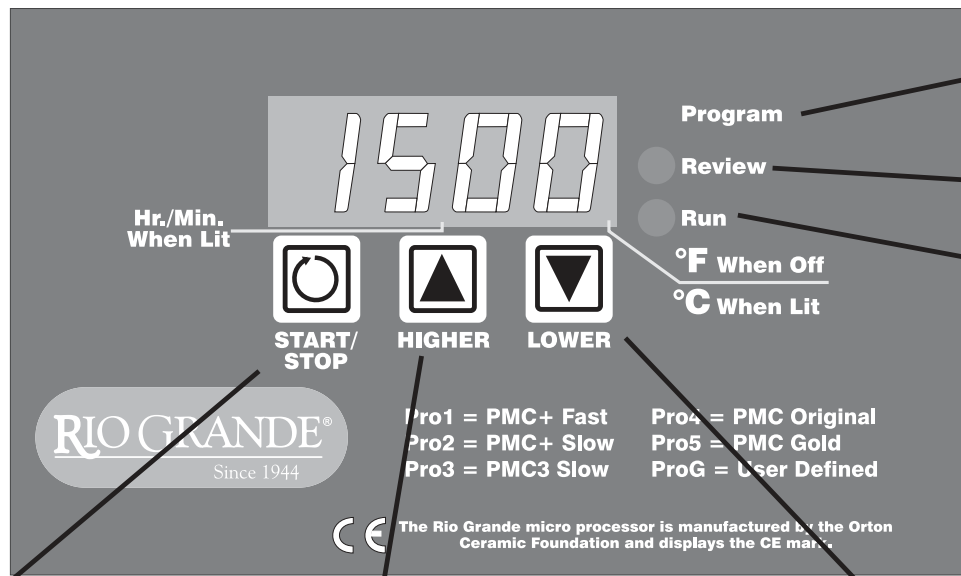 1500
Program
Review
Run
Hr./Min.
When Lit
°F When Off
°C When Lit
START/
STOP
HIGHER
LOWER
RIO GRANDE®
Since 1944
Pro1 = PMC+ Fast
Pro2 = PMC+ Slow
Pro3 = PMC3 Slow
Pro4 = PMC Original
Pro5 = PMC Gold
ProG = User Defined
CE
The Rio Grande micro processor is manufactured by the Orton
Ceramic Foundation and displays the CE mark.